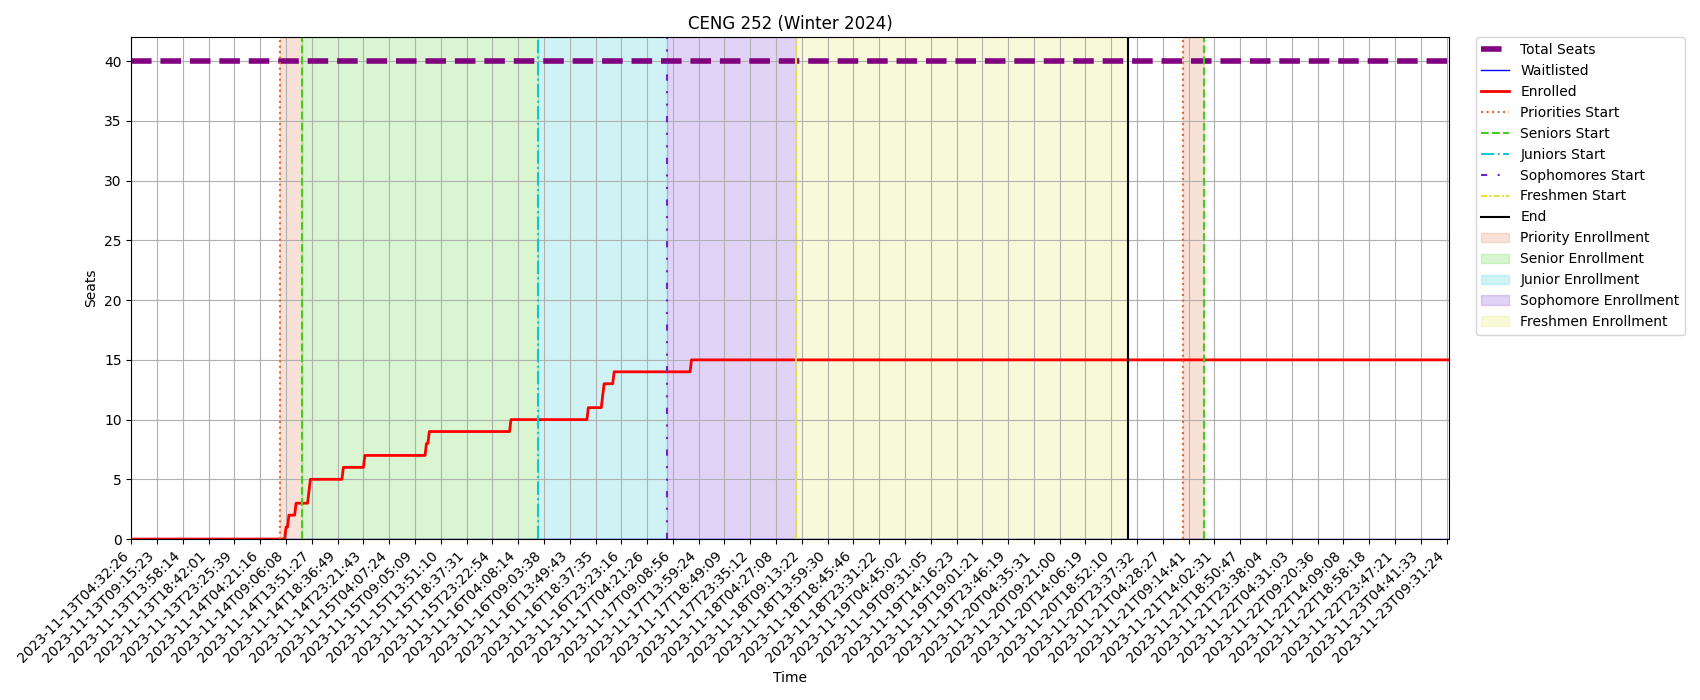 CENG 252 (Winter 2024)
Seats
40
35
30
25
20
15
10
5
0
2023-11-13T04:32:26
2023-11-13T09:15:23
2023-11-13T13:58:14
2023-11-13T18:42:01
2023-11-13T23:25:39
2023-11-14T04:21:16
2023-11-14T09:06:08
2023-11-14T13:51:27
2023-11-14T18:36:49
2023-11-14T23:21:43
2023-11-15T04:07:24
2023-11-15T09:05:09
2023-11-15T13:51:10
2023-11-15T18:37:31
2023-11-15T23:22:54
2023-11-16T04:08:14
2023-11-16T09:03:38
2023-11-16T13:49:43
2023-11-16T18:37:35
2023-11-16T23:23:16
2023-11-17T04:21:26
2023-11-17T09:08:56
2023-11-17T13:59:24
2023-11-17T18:49:09
2023-11-17T23:35:12
2023-11-18T04:27:08
2023-11-18T09:13:22
2023-11-18T13:59:30
2023-11-18T18:45:46
2023-11-18T23:31:22
2023-11-19T04:45:02
2023-11-19T09:31:05
2023-11-19T14:16:23
2023-11-19T19:01:21
2023-11-19T23:46:19
2023-11-20T04:35:31
2023-11-20T09:21:00
2023-11-20T14:06:19
2023-11-20T18:52:10
2023-11-20T23:37:32
2023-11-21T04:28:27
2023-11-21T09:14:41
2023-11-21T14:02:31
2023-11-21T18:50:47
2023-11-21T23:38:04
2023-11-22T04:31:03
2023-11-22T09:20:36
2023-11-22T14:09:08
2023-11-22T18:58:18
2023-11-22T23:47:21
2023-11-23T04:41:33
2023-11-23T09:31:24
Time
Total Seats
Waitlisted
Enrolled
Priorities Start
Seniors Start
Juniors Start
Sophomores Start
Freshmen Start
End
Priority Enrollment
Senior Enrollment
Junior Enrollment
Sophomore Enrollment
Freshmen Enrollment